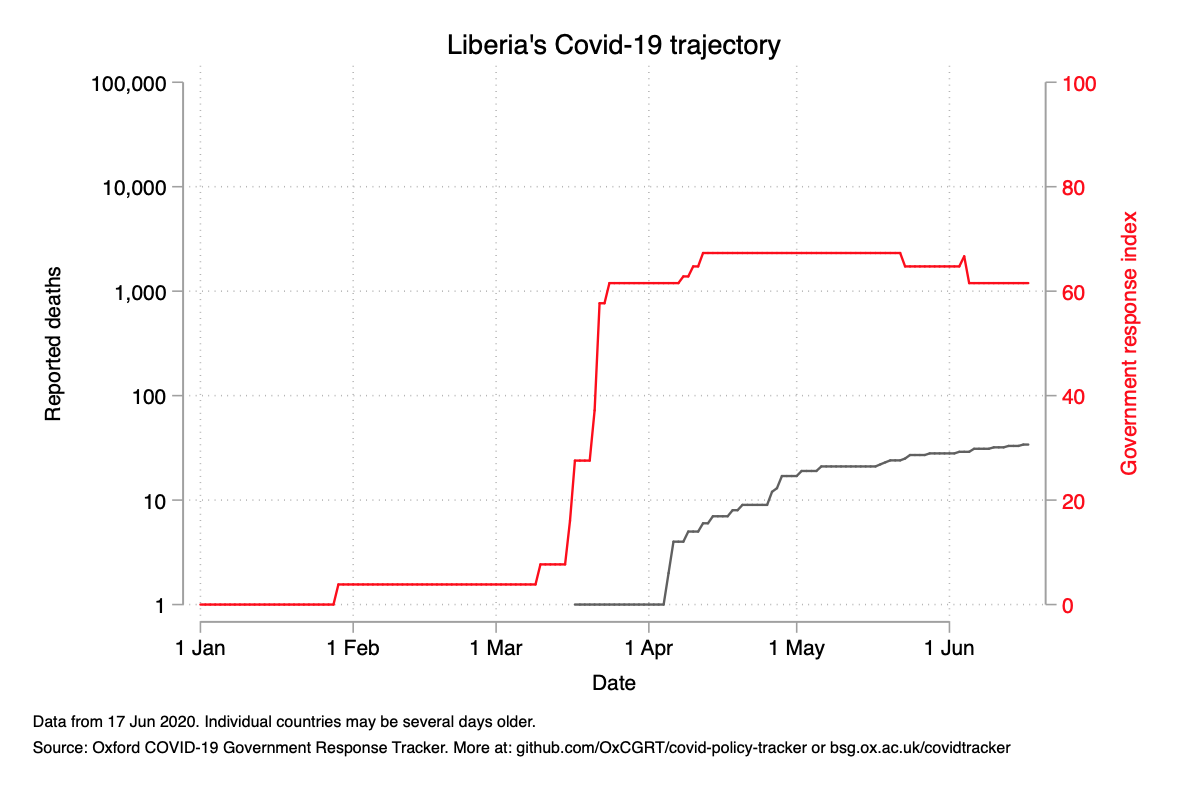 Liberia's Covid-19 trajectory
100,000
10,000
1,000
100
10
1
Reported deaths
100
80
60
40
20
0
Government response index
1 Jan
1 Feb
1 Mar
1 Apr
1 May
1 Jun
Date
Data from 17 Jun 2020. Individual countries may be several days older.
Source: Oxford COVID-19 Government Response Tracker. More at: github.com/OxCGRT/covid-policy-tracker or bsg.ox.ac.uk/covidtracker